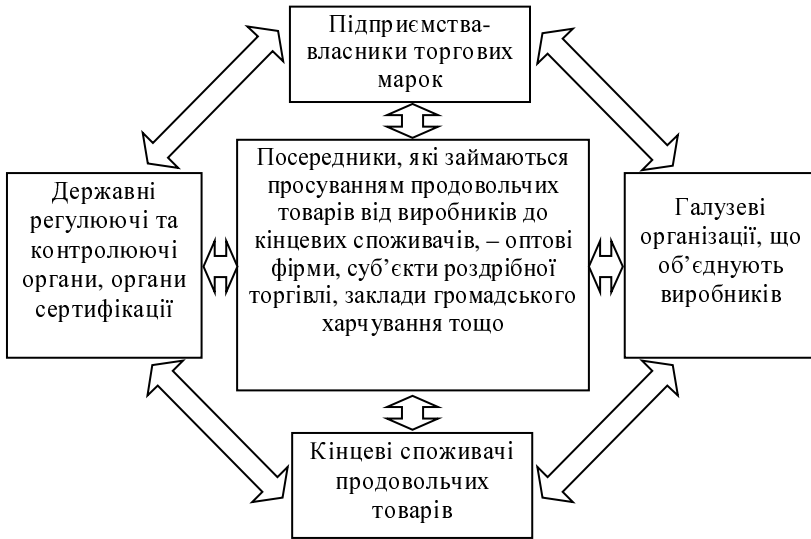 Підприємства-
власники торгових
марок
Посередники, які займаються
просуванням продовольчих
товарів від виробників до
кінцевих споживачів, – оптові
фірми, суб’єкти роздрібної
торгівлі, заклади громадського
харчування тощо
Державні
регулюючі та
контролюючі
органи, органи
сертифікації
Галузеві
організації, що
об’єднують
виробників
Кінцеві споживачі
продовольчих
товарів